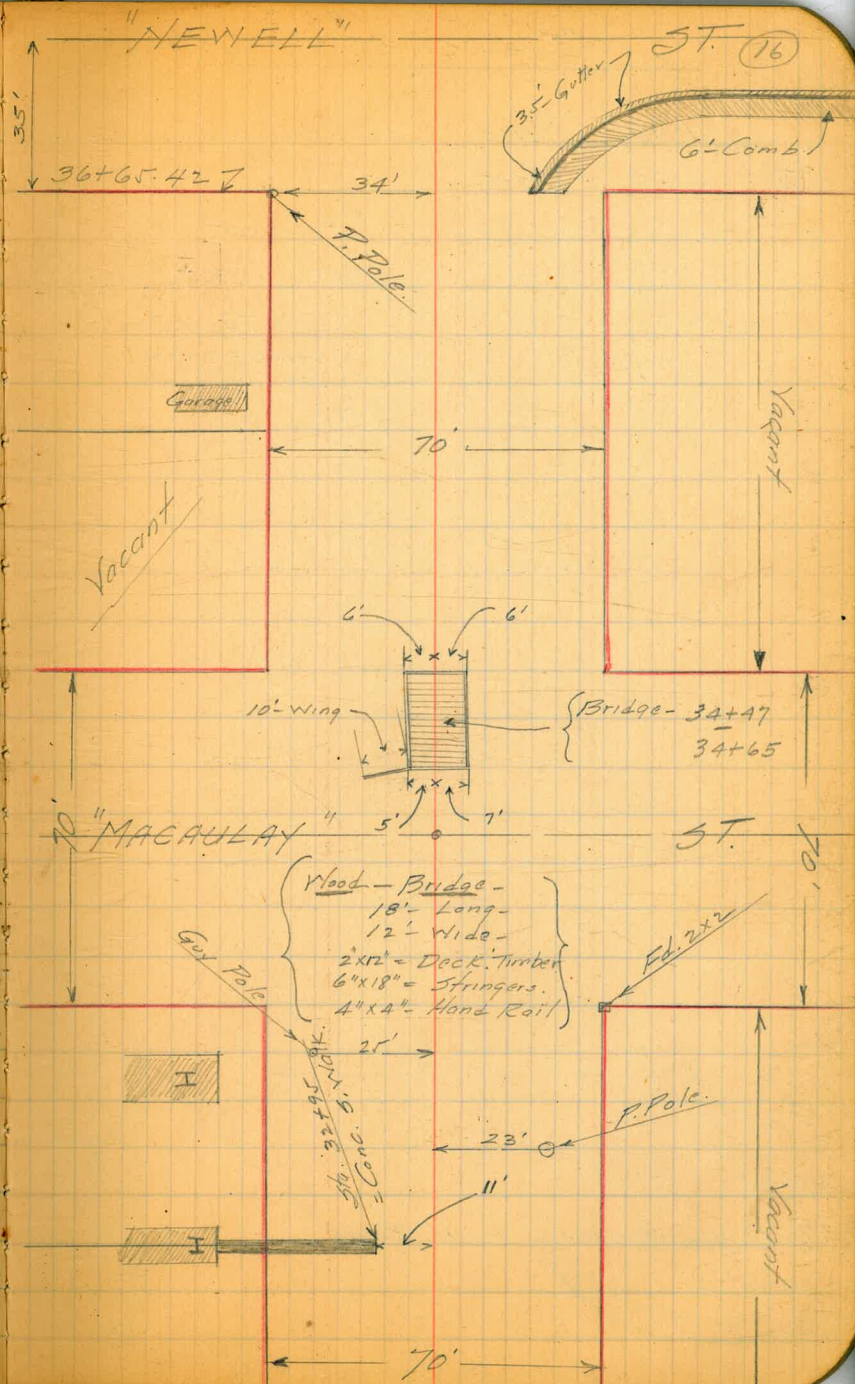 "NEWELL" ST. 16
35'
3.5'-Gutter
6'-Comb.
36+65.42
34'
P. Pole.
Garage
70'
Vacant
Vacant
6' 6'
10'-Wing
Bridge- 34+47
34+65
5' 7'
70' "MACAULAY" ST. 70'
Wood - Bridge -
18'- Long-
12'- Wide-
2"x12" = Deck. Timber
6"x18" = Stringers.
4"x4"- Hand Rail
Guy Pole
Fd. 2x2
25'
H
Sta. 32+95
= Conc. S. Walk.
23'
P. Pole.
11'
H
Vacant
70'